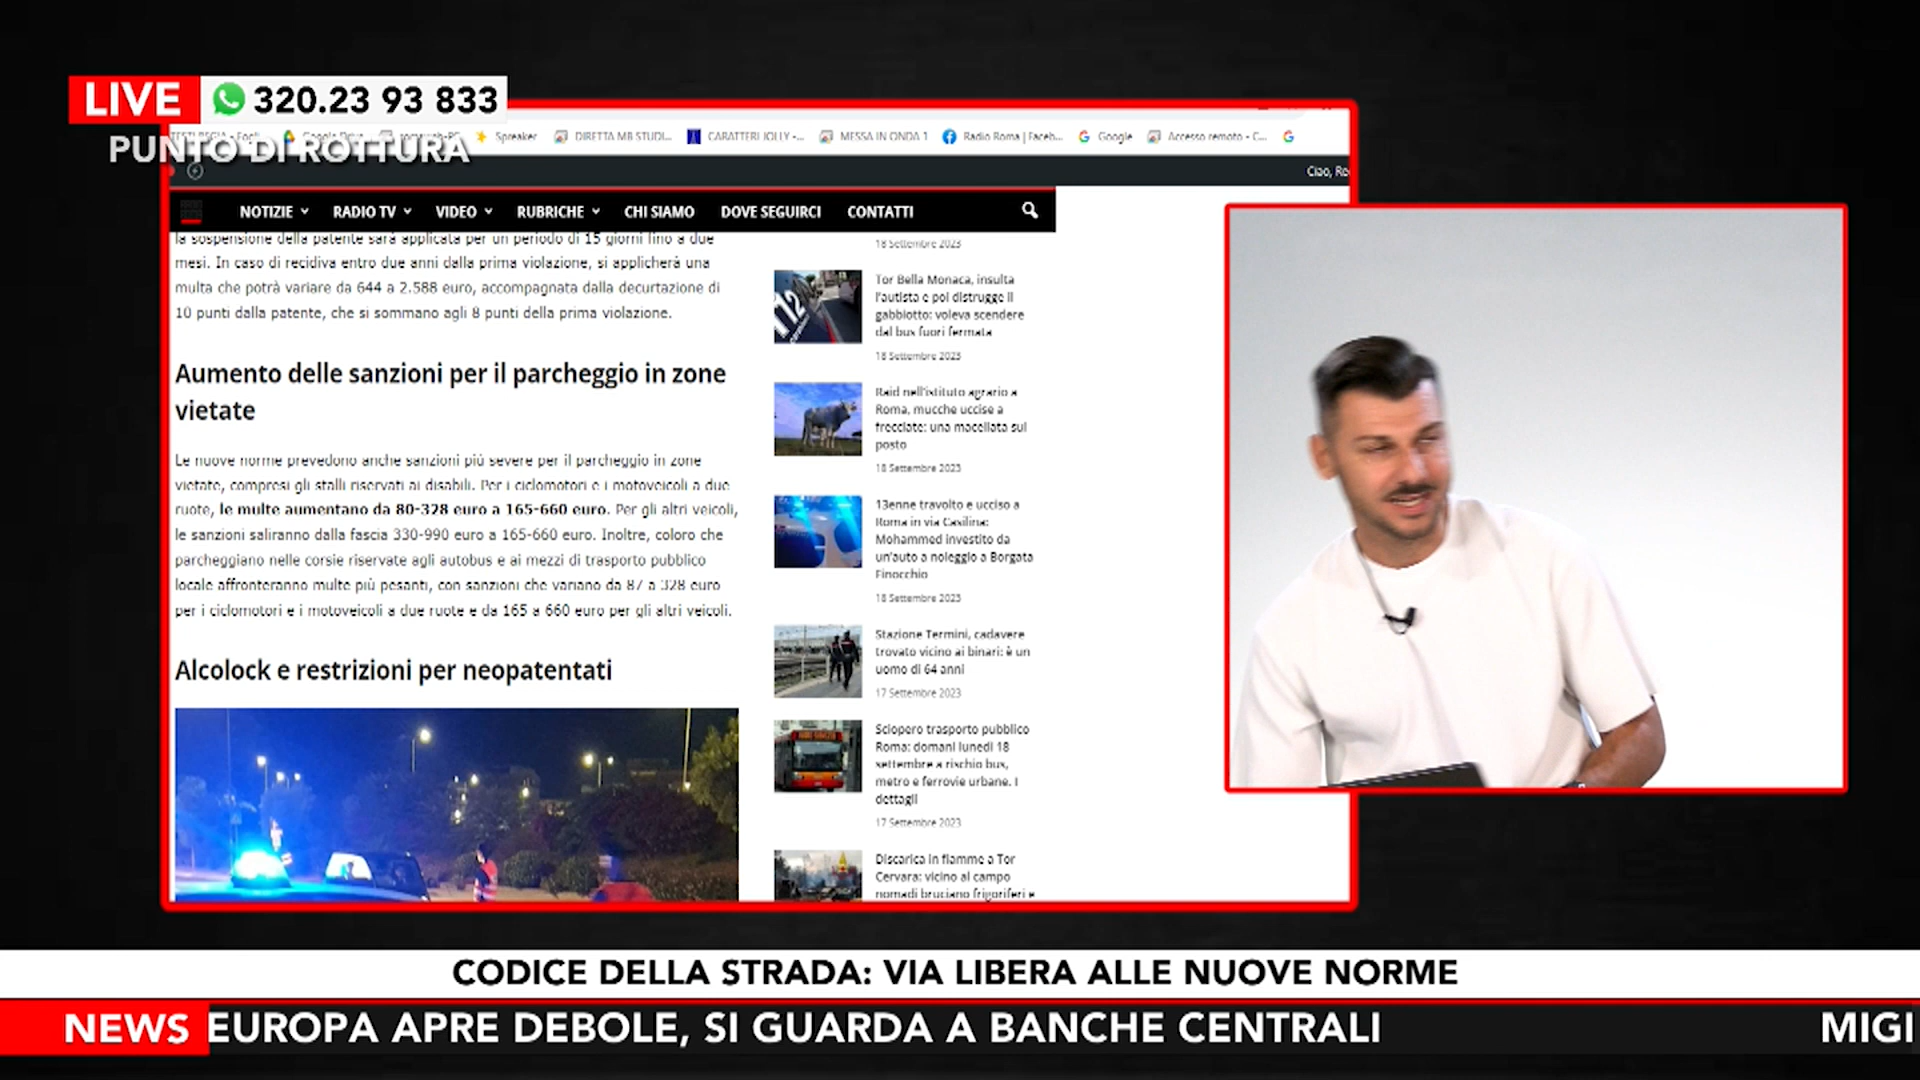 LIVE 320.23 93 833
PUNTO DI ROTTURA
Spreaker DIRETTA MB STUDI... CARATTERI JOLLY -... MESSA IN ONDA 1 Radio Roma | Faceb... Google Accesso remoto - C...
Ciao, Re
NOTIZIE RADIO TV VIDEO RUBRICHE CHI SIAMO DOVE SEGUIRCI CONTATTI
la sospensione della patente sarà applicata per un periodo di 15 giorni fino a due
mesi. In caso di recidiva entro due anni dalla prima violazione, si applicherà una
multa che potrà variare da 644 a 2.588 euro, accompagnata dalla decurtazione di
10 punti dalla patente, che si sommano agli 8 punti della prima violazione.
Aumento delle sanzioni per il parcheggio in zone
vietate
Le nuove norme prevedono anche sanzioni più severe per il parcheggio in zone
vietate, compresi gli stalli riservati ai disabili. Per i ciclomotori e i motoveicoli a due
ruote, le multe aumentano da 80-328 euro a 165-660 euro. Per gli altri veicoli,
le sanzioni saliranno dalla fascia 330-990 euro a 165-660 euro. Inoltre, coloro che
parcheggiano nelle corsie riservate agli autobus e ai mezzi di trasporto pubblico
locale affronteranno multe più pesanti, con sanzioni che variano da 87 a 328 euro
per i ciclomotori e i motoveicoli a due ruote e da 165 a 660 euro per gli altri veicoli.
Alcolock e restrizioni per neopatentati
18 Settembre 2023
112
Tor Bella Monaca, insulta
l'autista e poi distrugge il
gabbiotto: voleva scendere
dal bus fuori fermata
18 Settembre 2023
Raid nell'istituto agrario a
Roma, mucche uccise a
frecciate: una macellata sul
posto
18 Settembre 2023
13enne travolto e ucciso a
Roma in via Casilina:
Mohammed investito da
un'auto a noleggio a Borgata
Finocchio
18 Settembre 2023
Stazione Termini, cadavere
trovato vicino ai binari: è un
uomo di 64 anni
17 Settembre 2023
Sciopero trasporto pubblico
Roma: domani lunedì 18
settembre a rischio bus,
metro e ferrovie urbane. I
dettagli
17 Settembre 2023
Discarica in fiamme a Tor
Cervara: vicino al campo
nomadi bruciano frigoriferi e
CODICE DELLA STRADA: VIA LIBERA ALLE NUOVE NORME
NEWS EUROPA APRE DEBOLE, SI GUARDA A BANCHE CENTRALI MIGI